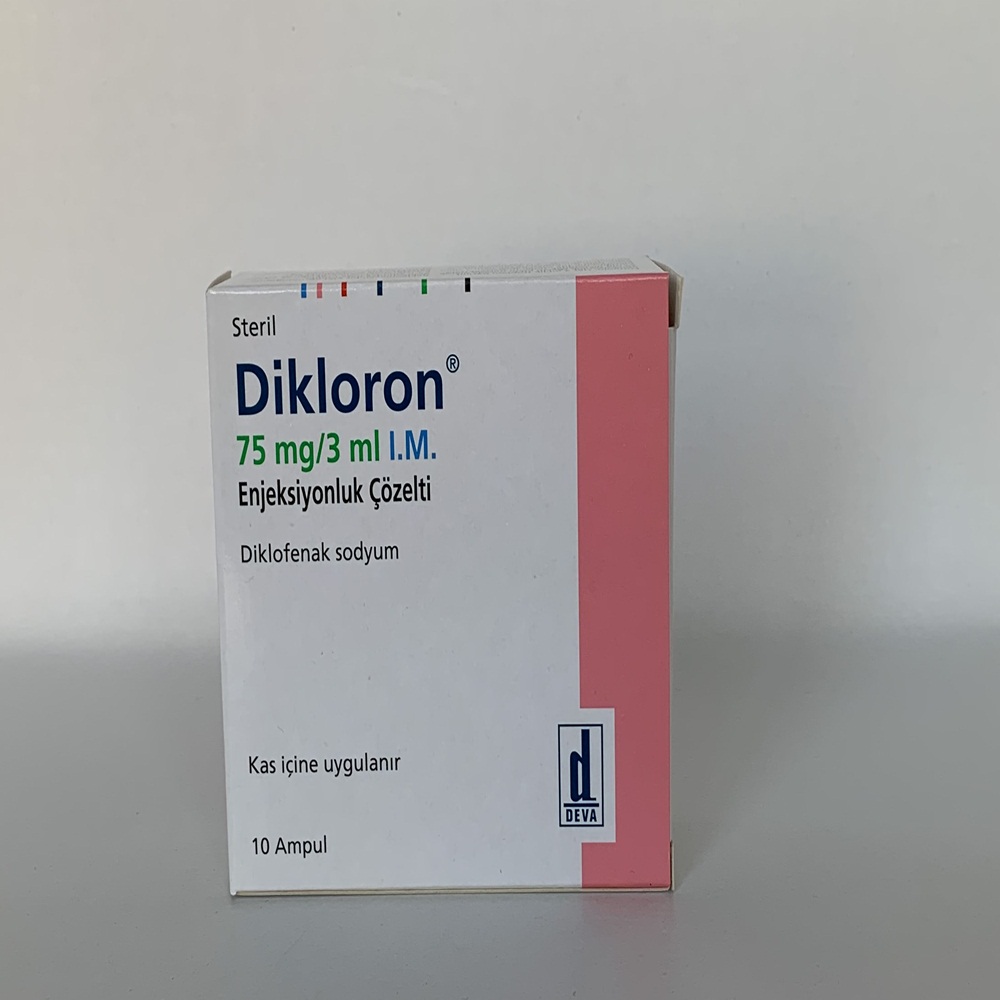 Steril
Dikloron®
75 mg/3 ml I.M.
Enjeksiyonluk Çözelti
Diklofenak sodyum
Kas içine uygulanır
10 Ampul
d
DEVA